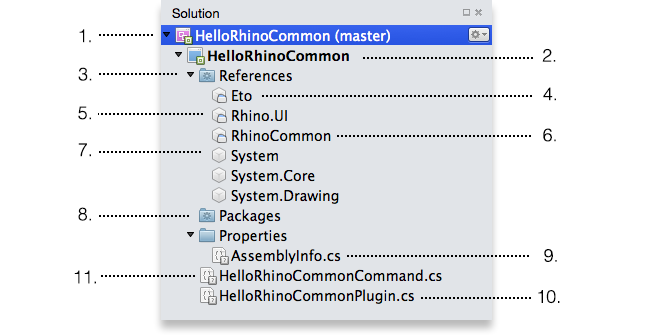 Solution
1. HelloRhinoCommon (master)
HelloRhinoCommon 2.
3. References
Eto 4.
5. Rhino.UI
RhinoCommon 6.
7. System
System.Core
System.Drawing
8. Packages
Properties
AssemblyInfo.cs 9.
11. HelloRhinoCommonCommand.cs
HelloRhinoCommonPlugin.cs 10.